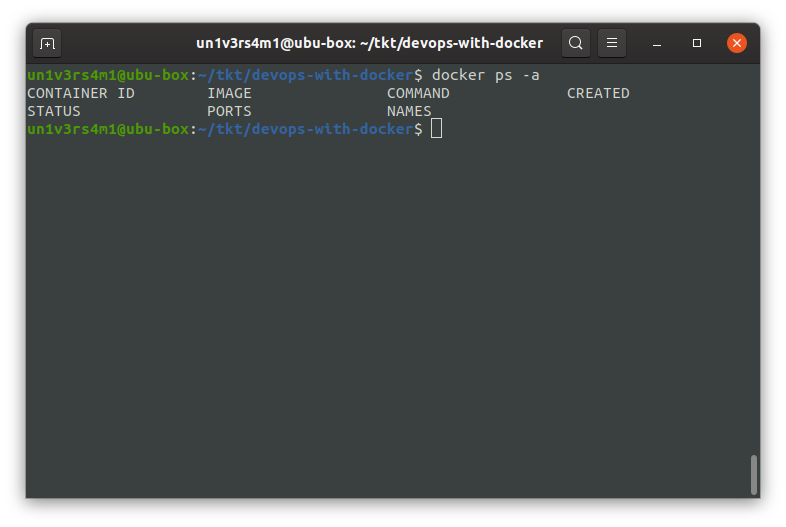 un1v3rs4m1@ubu-box: ~/tkt/devops-with-docker
un1v3rs4m1@ubu-box:~/tkt/devops-with-docker$ docker ps -a
CONTAINER ID        IMAGE               COMMAND             CREATED
STATUS              PORTS               NAMES
un1v3rs4m1@ubu-box:~/tkt/devops-with-docker$